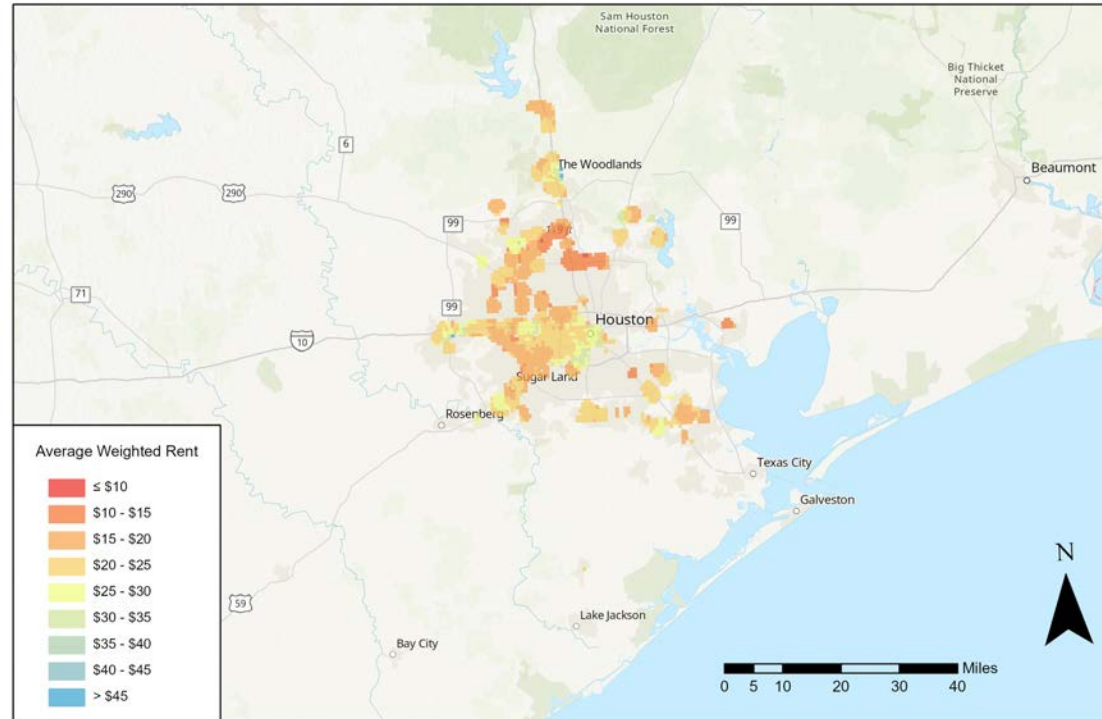 Sam Houston
National Forest
Big Thicket
National
Preserve
6
The Woodlands
Beaumont
290
290
99
99
71
99
Houston
10
Sugar Land
Rosenberg
Texas City
Galveston
59
Lake Jackson
Bay City
Average Weighted Rent
≤ $10
$10 - $15
$15 - $20
$20 - $25
$25 - $30
$30 - $35
$35 - $40
$40 - $45
> $45
N
Miles
0 5 10 20 30 40